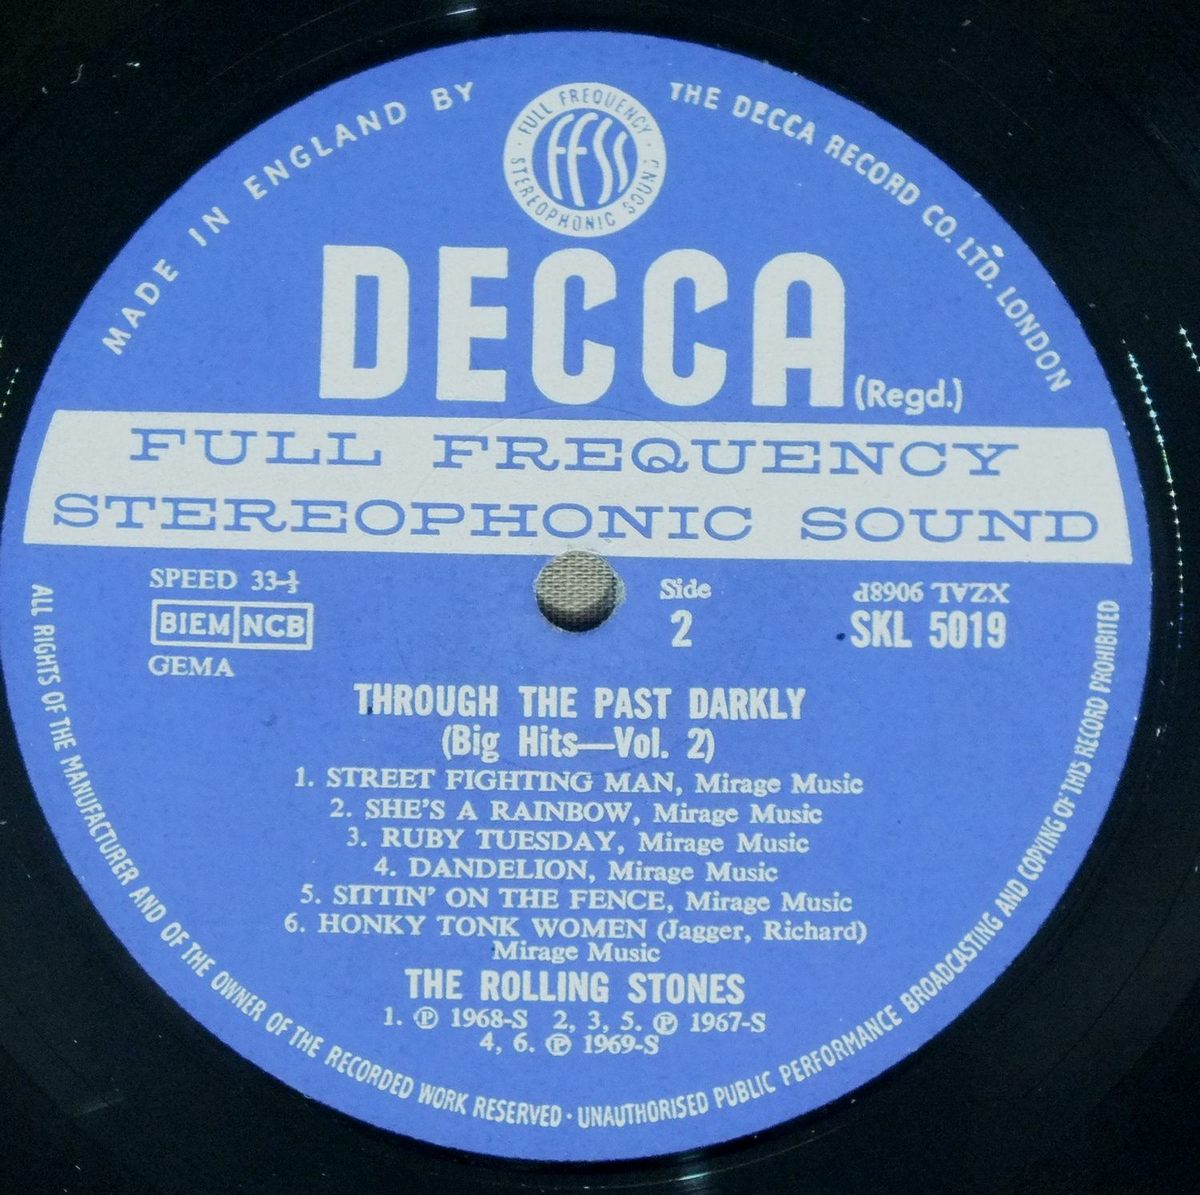 MADE IN ENGLAND BY
THE DECCA RECORD CO. LTD. LONDON
FULL FREQUENCY
STEREOPHONIC SOUND
FFSS
DECCA
(Regd.)
FULL FREQUENCY
STEREOPHONIC SOUND
SPEED 33⅓
BIEM NCB
GEMA
Side
2
XZAL 9068P
SKL 5019
THROUGH THE PAST DARKLY
(Big Hits—Vol. 2)
1. STREET FIGHTING MAN, Mirage Music
2. SHE'S A RAINBOW, Mirage Music
3. RUBY TUESDAY, Mirage Music
4. DANDELION, Mirage Music
5. SITTIN' ON THE FENCE, Mirage Music
6. HONKY TONK WOMEN (Jagger, Richard)
Mirage Music
THE ROLLING STONES
1. ℗ 1968-S 2, 3, 5. ℗ 1967-S
4, 6. ℗ 1969-S
ALL RIGHTS OF THE MANUFACTURER AND OF THE OWNER OF THE RECORDED WORK RESERVED · UNAUTHORISED PUBLIC PERFORMANCE BROADCASTING AND COPYING OF THIS RECORD PROHIBITED